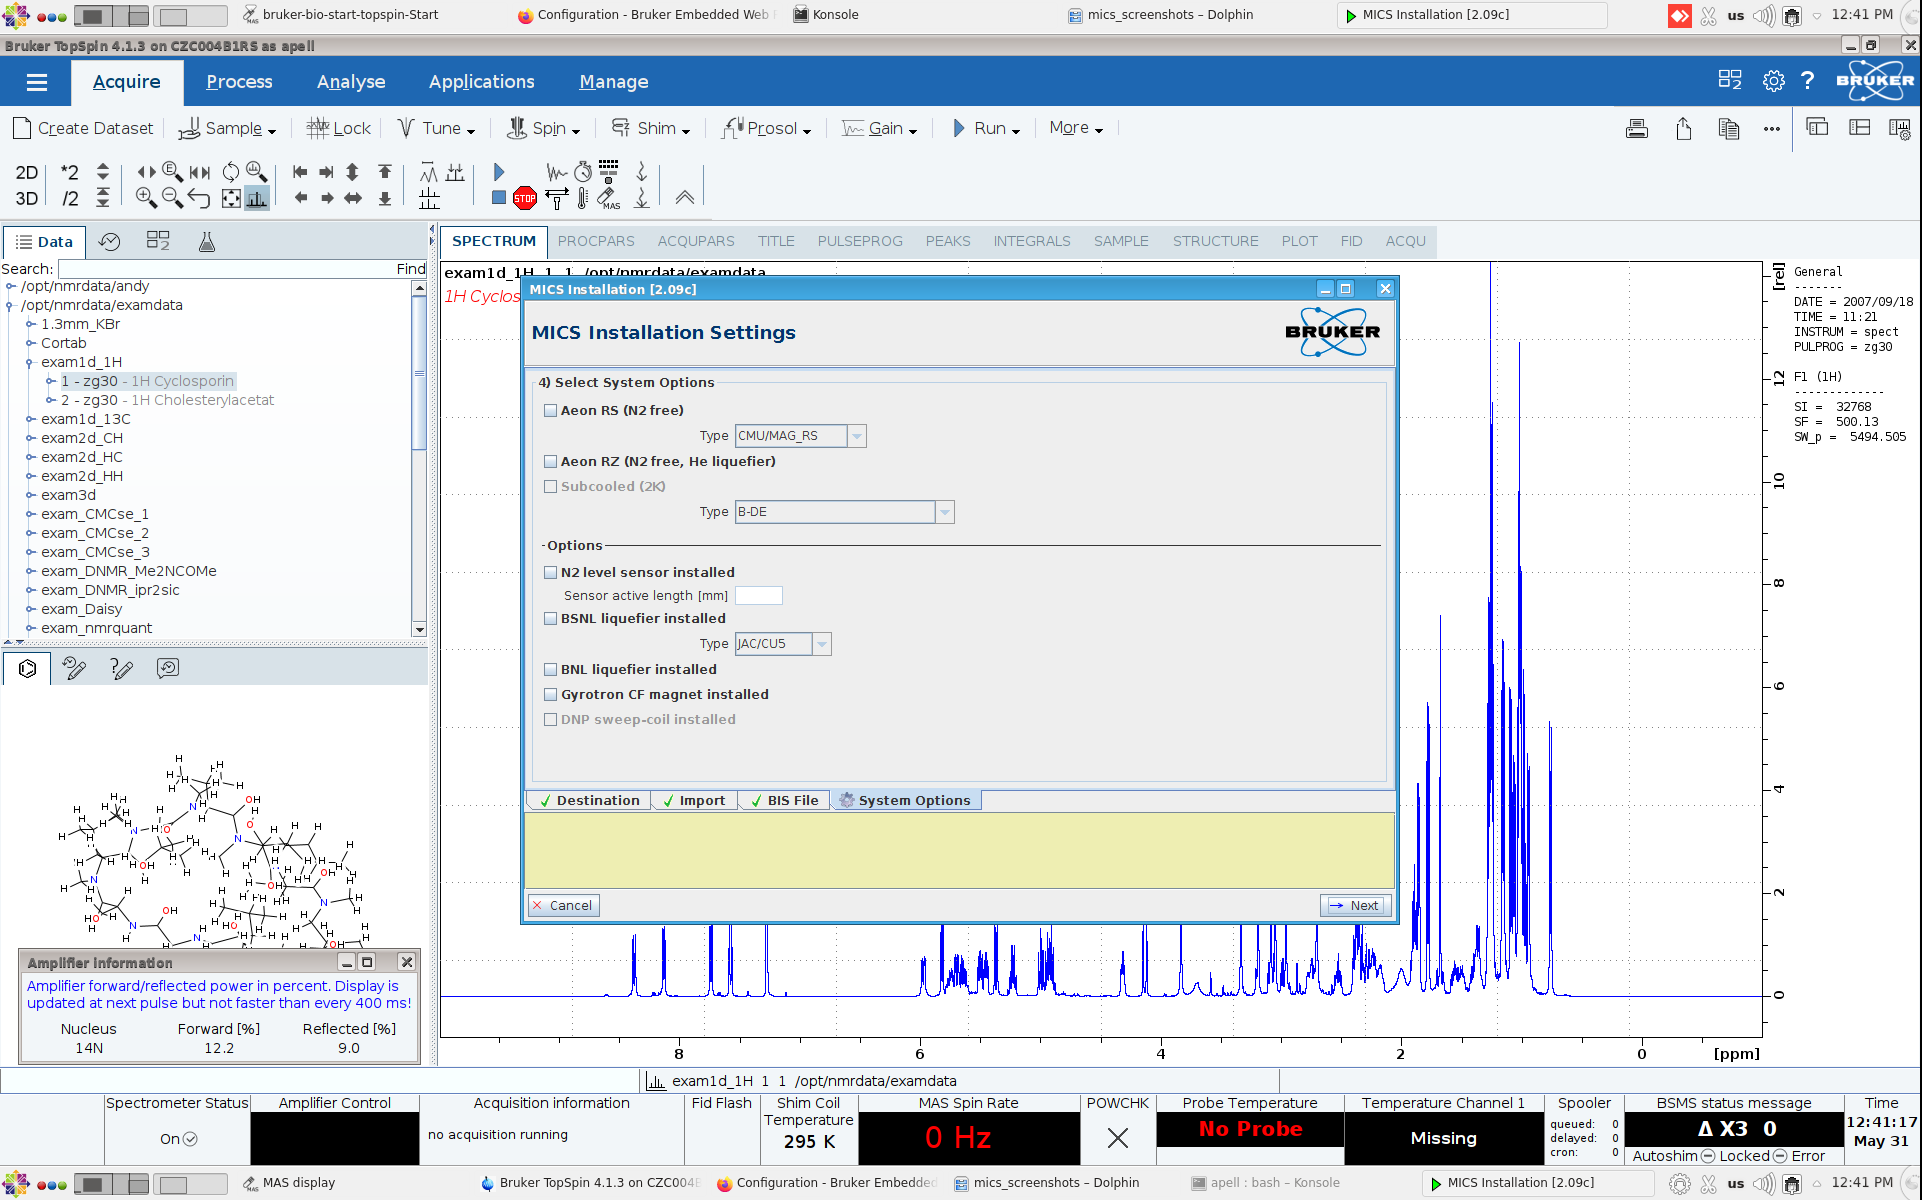 bruker-bio-start-topspin-Start
Configuration - Bruker Embedded Web
Konsole
mics_screenshots – Dolphin
MICS Installation [2.09c]
us
12:41 PM
Bruker TopSpin 4.1.3 on CZC004B1RS as apell
Acquire
Process
Analyse
Applications
Manage
BRUKER
Create Dataset
Sample
Lock
Tune
Spin
Shim
Prosol
Gain
Run
More
2D
*2
3D
/2
STOP
MAS
Data
SPECTRUM
PROCPARS
ACQUPARS
TITLE
PULSEPROG
PEAKS
INTEGRALS
SAMPLE
STRUCTURE
PLOT
FID
ACQU
Search:
Find
/opt/nmrdata/andy
/opt/nmrdata/examdata
1.3mm_KBr
Cortab
exam1d_1H
1 - zg30 - 1H Cyclosporin
2 - zg30 - 1H Cholesterylacetat
exam1d_13C
exam2d_CH
exam2d_HC
exam2d_HH
exam3d
exam_CMCse_1
exam_CMCse_2
exam_CMCse_3
exam_DNMR_Me2NCOMe
exam_DNMR_ipr2sic
exam_Daisy
exam_nmrquant
exam1d_1H 1 1 /opt/nmrdata/examdata
1H Cyclos
MICS Installation [2.09c]
MICS Installation Settings
BRUKER
4) Select System Options
Aeon RS (N2 free)
Type CMU/MAG_RS
Aeon RZ (N2 free, He liquefier)
Subcooled (2K)
Type B-DE
Options
N2 level sensor installed
Sensor active length [mm]
BSNL liquefier installed
Type JAC/CU5
BNL liquefier installed
Gyrotron CF magnet installed
DNP sweep-coil installed
Destination
Import
BIS File
System Options
Cancel
Next
[rel]
12
10
8
6
4
2
0
8
6
4
2
0
[ppm]
General
-------
DATE = 2007/09/18
TIME = 11:21
INSTRUM = spect
PULPROG = zg30
F1 (1H)
-------------
SI = 32768
SF = 500.13
SW_p = 5494.505
Amplifier information
Amplifier forward/reflected power in percent. Display is
updated at next pulse but not faster than every 400 ms!
Nucleus Forward [%] Reflected [%]
14N 12.2 9.0
exam1d_1H 1 1 /opt/nmrdata/examdata
Spectrometer Status
On
Amplifier Control
Acquisition information
no acquisition running
Fid Flash
Shim Coil
Temperature
295 K
MAS Spin Rate
0 Hz
POWCHK
Probe Temperature
No Probe
Temperature Channel 1
Missing
Spooler
queued: 0
delayed: 0
cron: 0
BSMS status message
Δ X3 0
Autoshim Locked Error
Time
12:41:17
May 31
MAS display
Bruker TopSpin 4.1.3 on CZC004B
Configuration - Bruker Embedded
mics_screenshots – Dolphin
apell : bash – Konsole
MICS Installation [2.09c]
us
12:41 PM